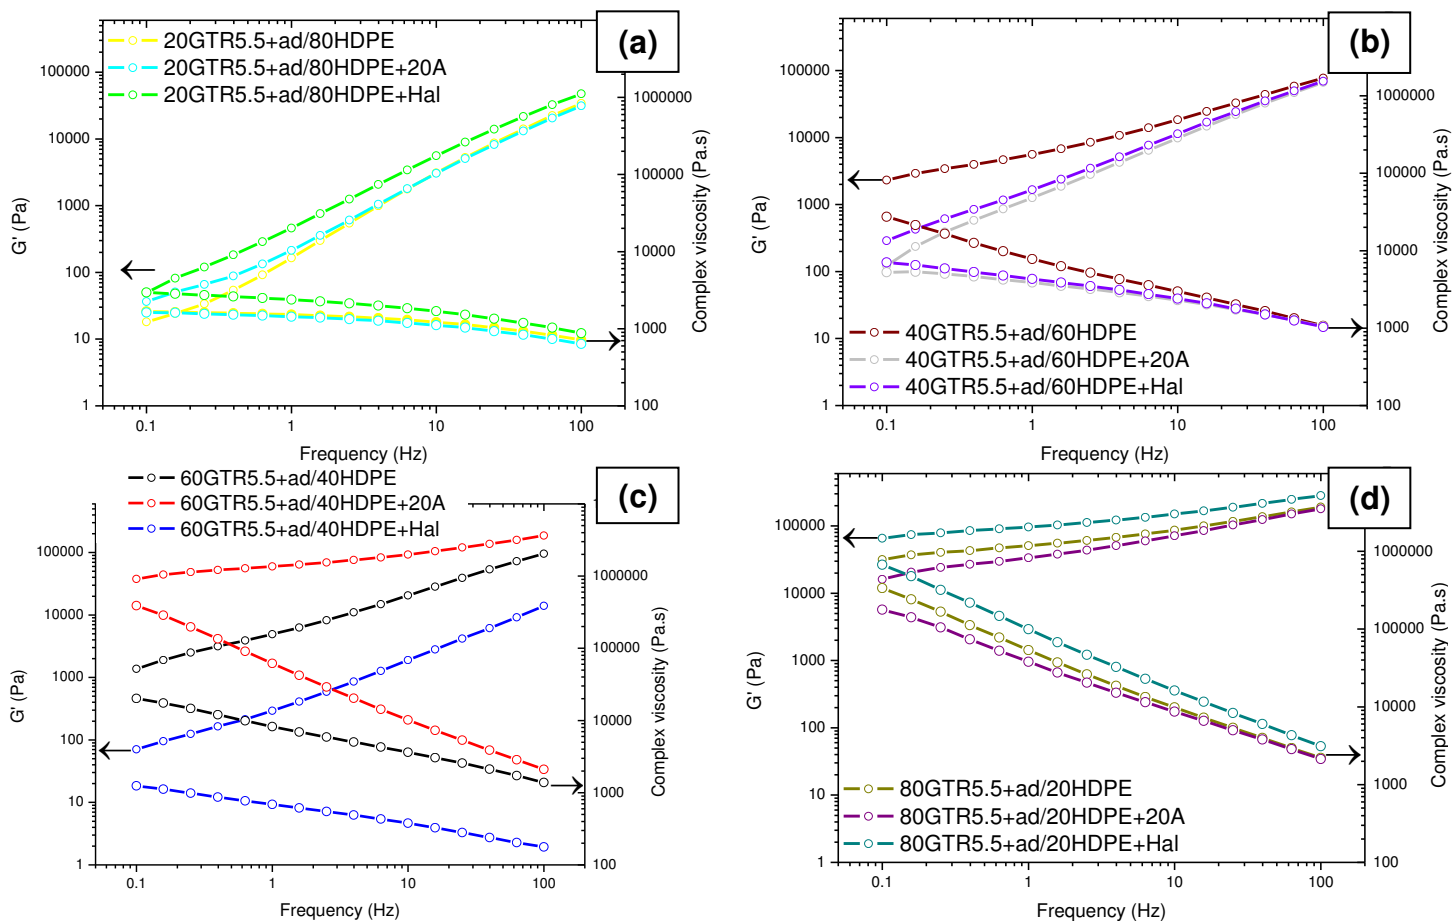 (a)
20GTR5.5+ad/80HDPE
20GTR5.5+ad/80HDPE+20A
20GTR5.5+ad/80HDPE+Hal
100000
10000
1000
100
10
1
G' (Pa)
1000000
100000
10000
1000
100
Complex viscosity (Pa.s)
0.1 1 10 100
Frequency (Hz)
(b)
100000
10000
1000
100
10
1
G' (Pa)
40GTR5.5+ad/60HDPE
40GTR5.5+ad/60HDPE+20A
40GTR5.5+ad/60HDPE+Hal
1000000
100000
10000
1000
100
Complex viscosity (Pa.s)
0.1 1 10 100
Frequency (Hz)
(c)
60GTR5.5+ad/40HDPE
60GTR5.5+ad/40HDPE+20A
60GTR5.5+ad/40HDPE+Hal
100000
10000
1000
100
10
1
G' (Pa)
1000000
100000
10000
1000
100
Complex viscosity (Pa.s)
0.1 1 10 100
Frequency (Hz)
(d)
100000
10000
1000
100
10
1
G' (Pa)
80GTR5.5+ad/20HDPE
80GTR5.5+ad/20HDPE+20A
80GTR5.5+ad/20HDPE+Hal
1000000
100000
10000
1000
100
Complex viscosity (Pa.s)
0.1 1 10 100
Frequency (Hz)